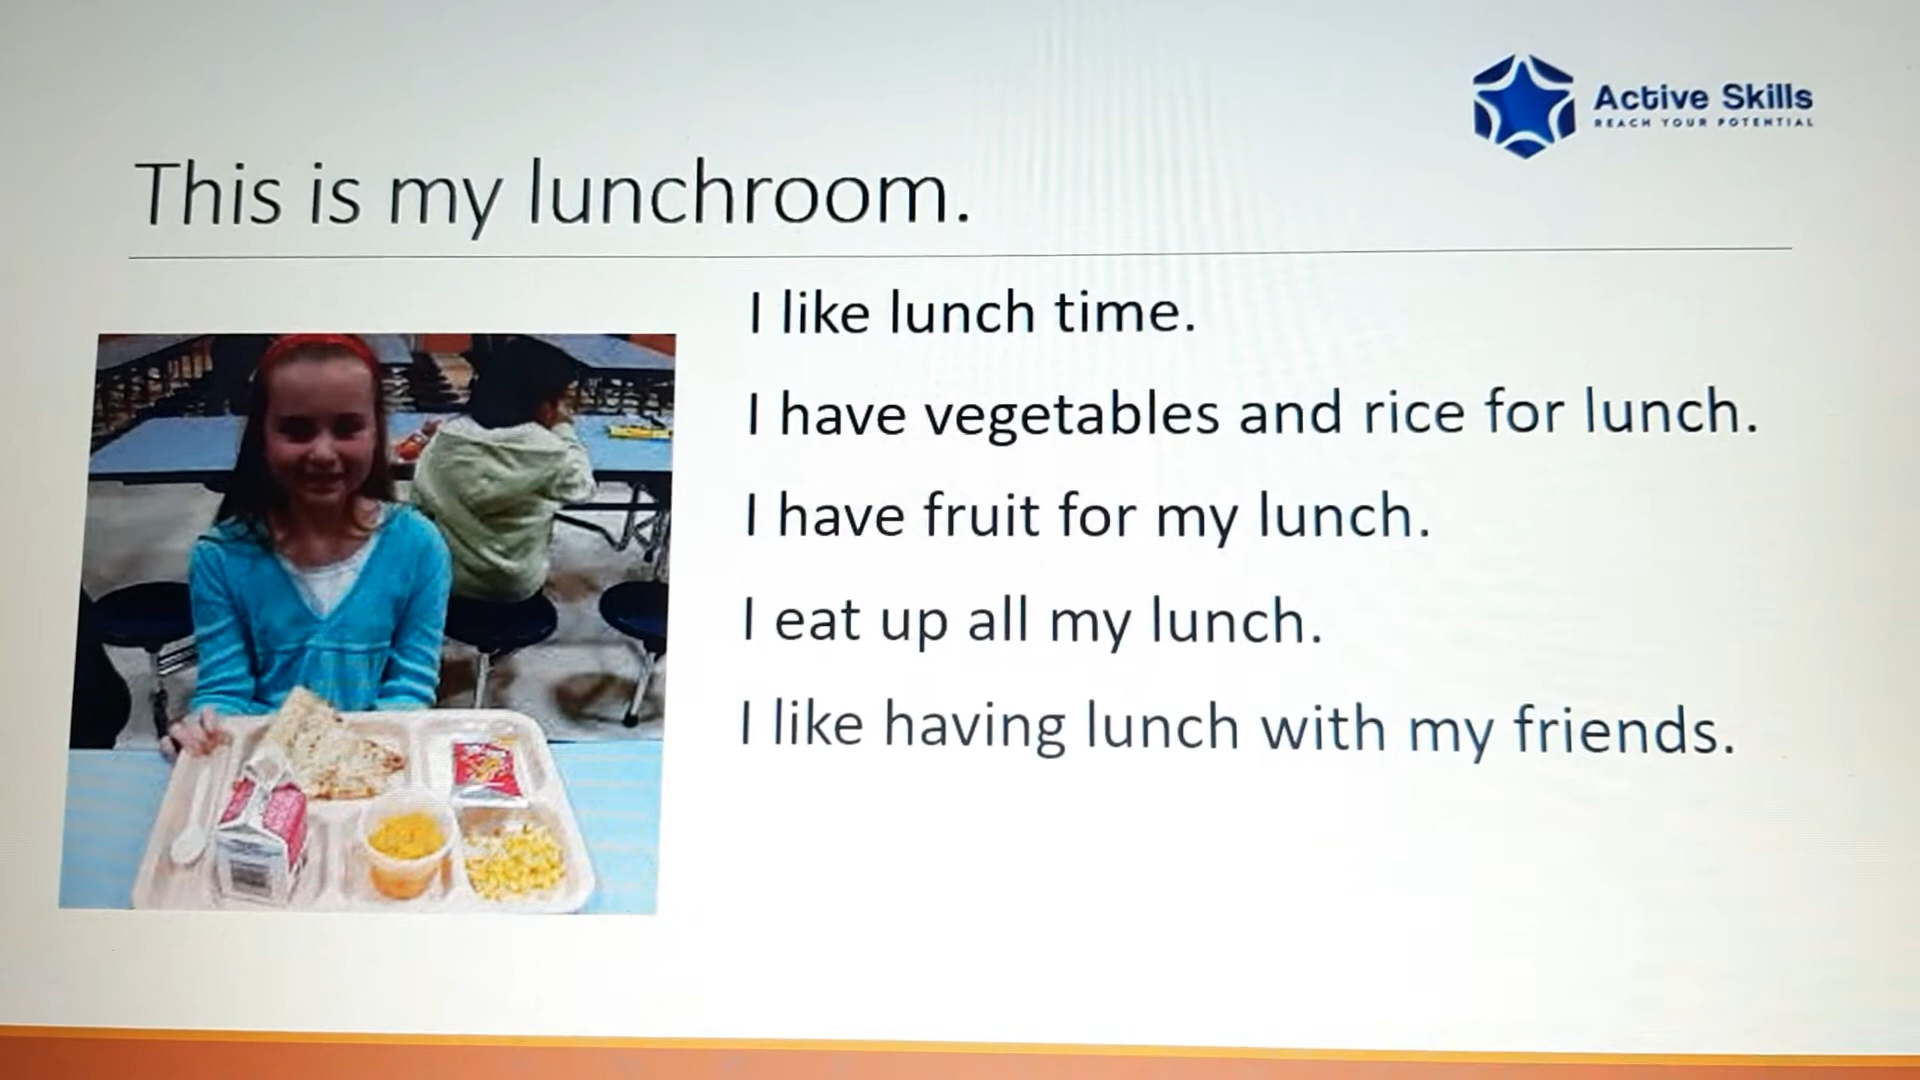 Active Skills
REACH YOUR POTENTIAL
This is my lunchroom.
I like lunch time.
I have vegetables and rice for lunch.
I have fruit for my lunch.
I eat up all my lunch.
I like having lunch with my friends.